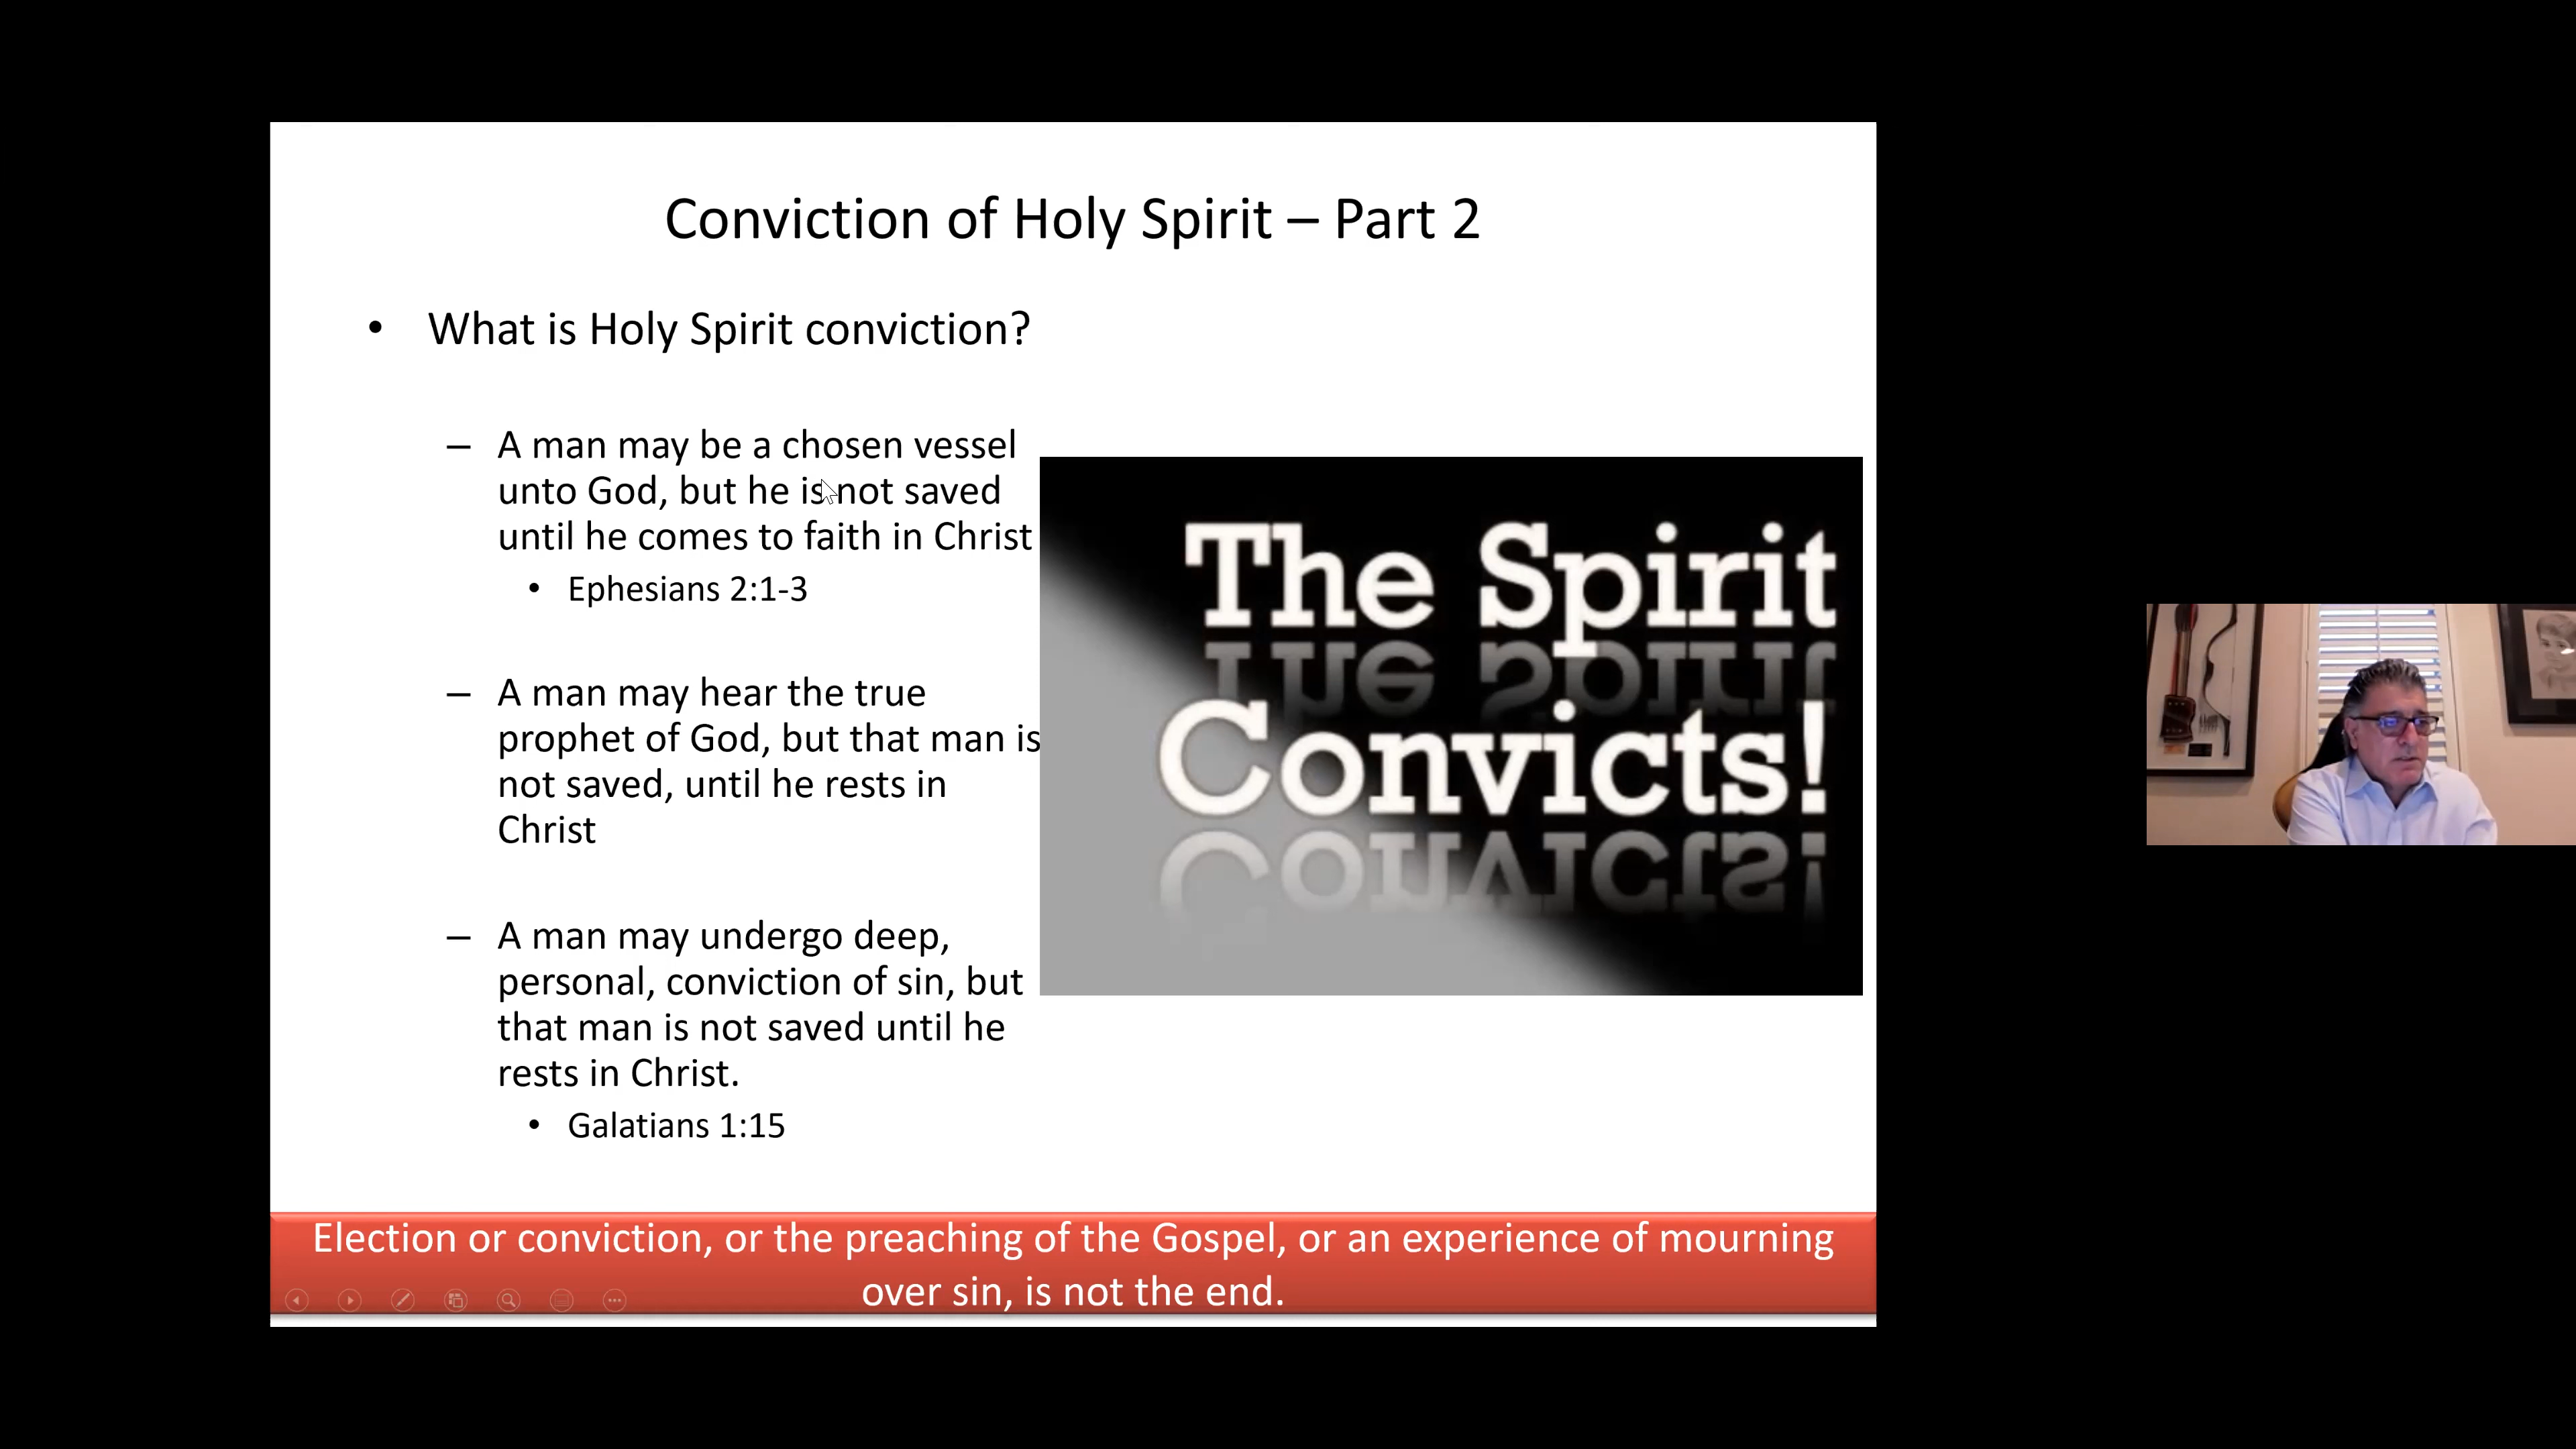 Conviction of Holy Spirit – Part 2
• What is Holy Spirit conviction?
– A man may be a chosen vessel
unto God, but he is not saved
until he comes to faith in Christ
• Ephesians 2:1-3
– A man may hear the true
prophet of God, but that man is
not saved, until he rests in
Christ
– A man may undergo deep,
personal, conviction of sin, but
that man is not saved until he
rests in Christ.
• Galatians 1:15
The Spirit
Convicts!
Election or conviction, or the preaching of the Gospel, or an experience of mourning
over sin, is not the end.